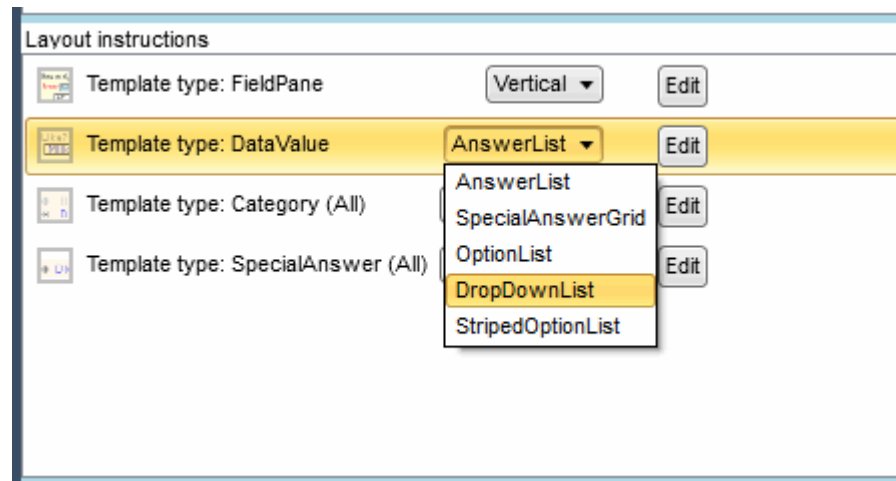 Layout instructions
Template type: FieldPane Vertical Edit
Template type: DataValue AnswerList Edit
AnswerList
Template type: Category (All) SpecialAnswerGrid Edit
OptionList
Template type: SpecialAnswer (All) Edit
DropDownList
StripedOptionList